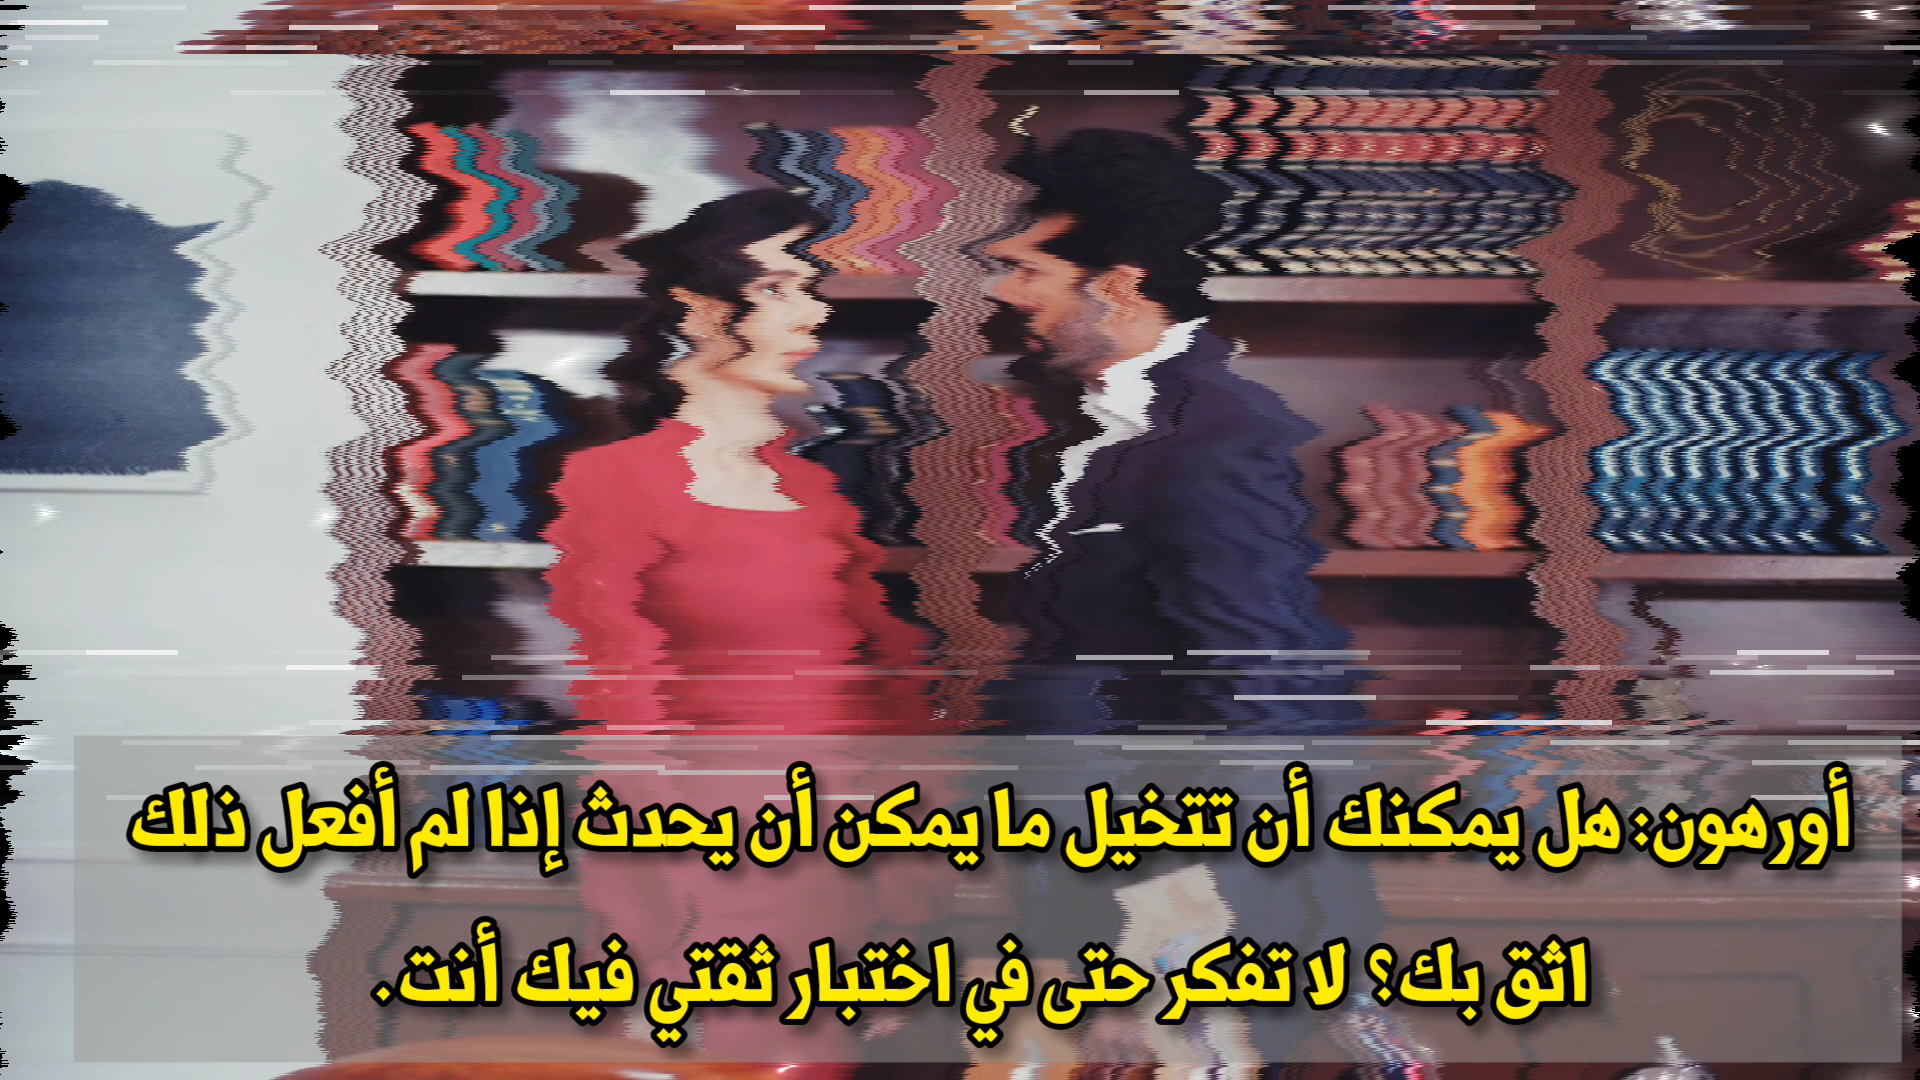 أورهون: هل يمكنك أن تتخيل ما يمكن أن يحدث إذا لم أفعل ذلك
اثق بك؟ لا تفكر حتى في اختبار ثقتي فيك أنت.